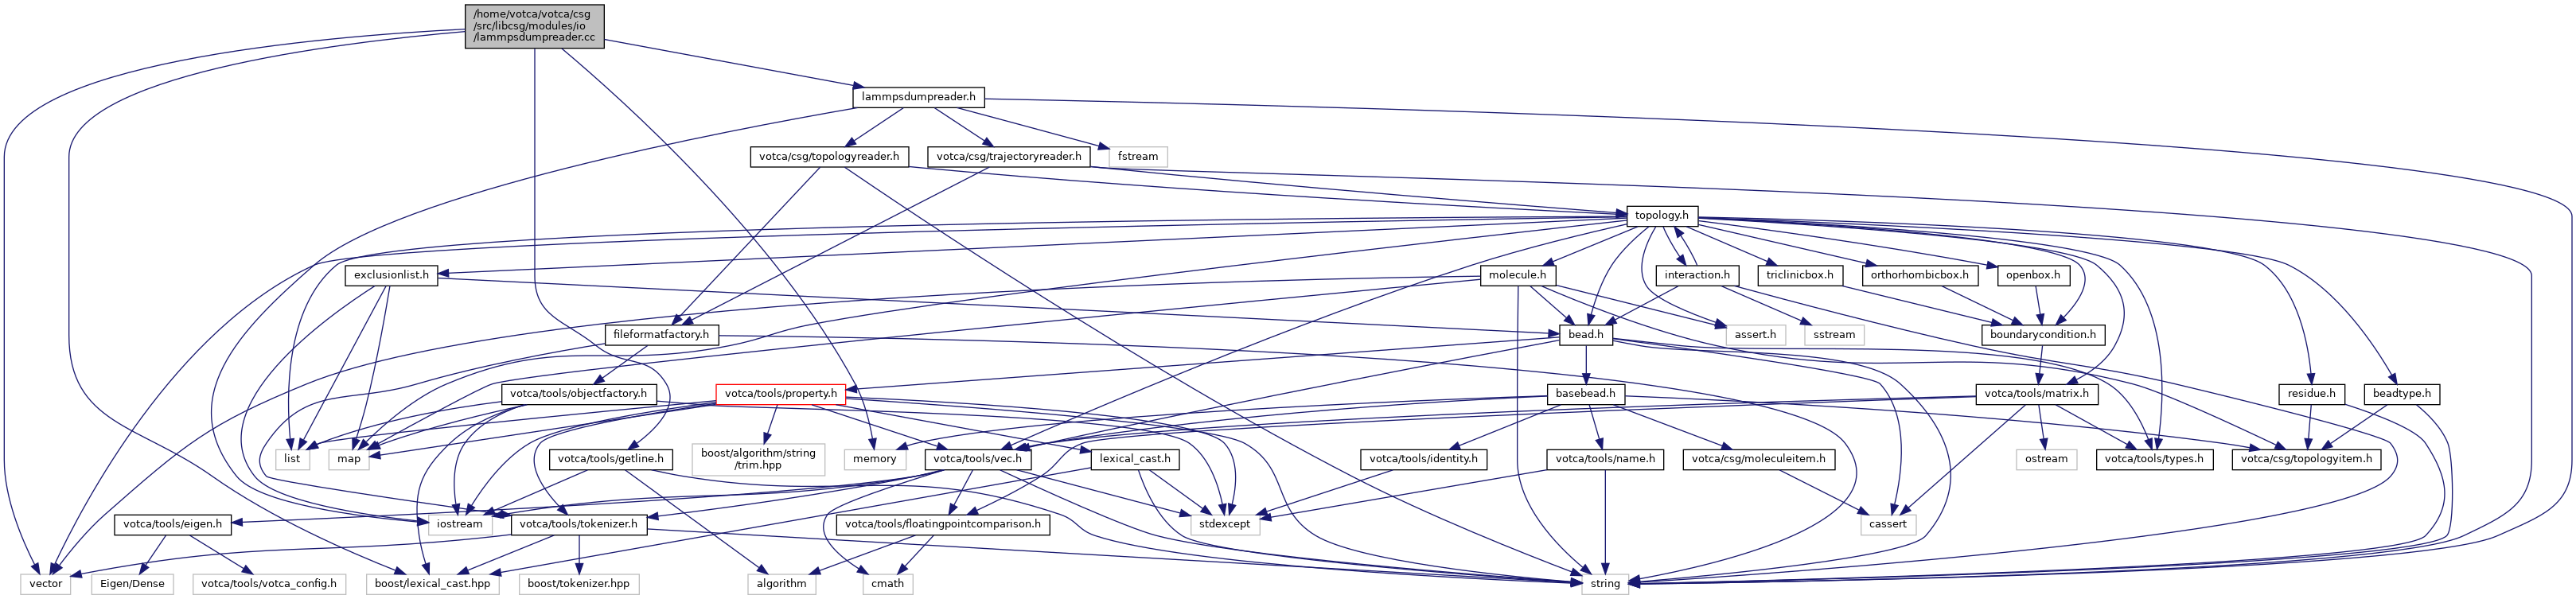 /home/votca/votca/csg
/src/libcsg/modules/io
/lammpsdumpreader.cc
lammpsdumpreader.h
votca/csg/topologyreader.h
votca/csg/trajectoryreader.h
fstream
topology.h
exclusionlist.h
molecule.h
interaction.h
triclinicbox.h
orthorhombicbox.h
openbox.h
fileformatfactory.h
bead.h
assert.h
sstream
boundarycondition.h
votca/tools/objectfactory.h
votca/tools/property.h
basebead.h
votca/tools/matrix.h
residue.h
beadtype.h
list
map
votca/tools/getline.h
boost/algorithm/string
/trim.hpp
memory
votca/tools/vec.h
lexical_cast.h
votca/tools/identity.h
votca/tools/name.h
votca/csg/moleculeitem.h
ostream
votca/tools/types.h
votca/csg/topologyitem.h
votca/tools/eigen.h
iostream
votca/tools/tokenizer.h
votca/tools/floatingpointcomparison.h
stdexcept
cassert
vector
Eigen/Dense
votca/tools/votca_config.h
boost/lexical_cast.hpp
boost/tokenizer.hpp
algorithm
cmath
string